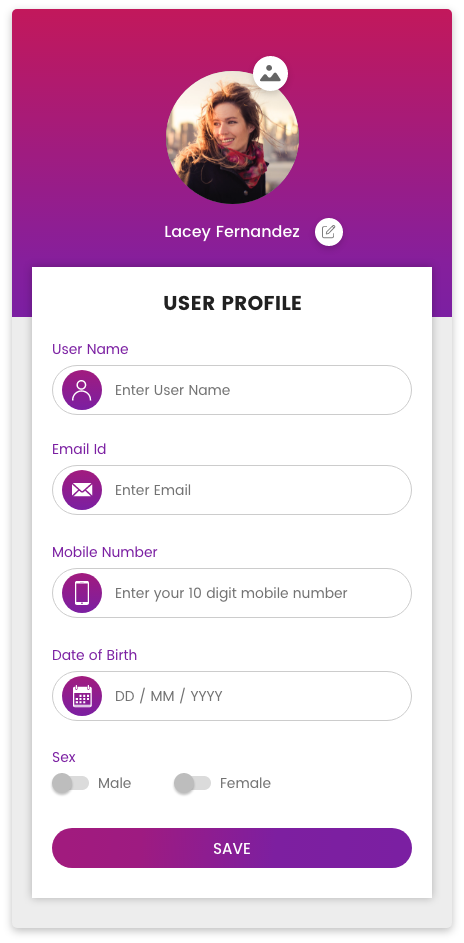 Lacey Fernandez
USER PROFILE
User Name
Enter User Name
Email Id
Enter Email
Mobile Number
Enter your 10 digit mobile number
Date of Birth
DD / MM / YYYY
Sex
Male Female
SAVE